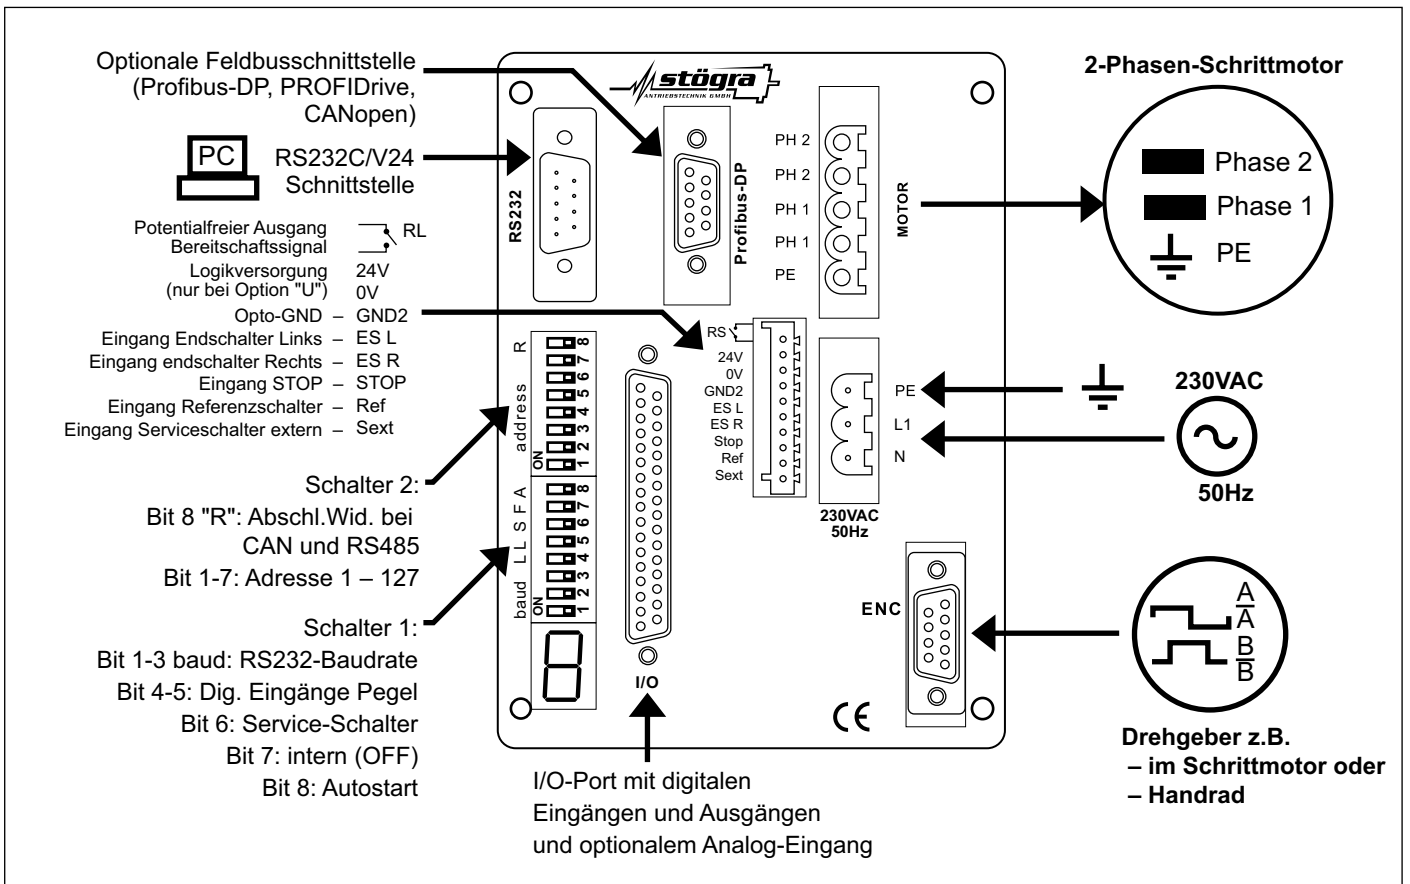 Optionale Feldbusschnittstelle
(Profibus-DP, PROFIDrive,
CANopen)
PC
RS232C/V24
Schnittstelle
Potentialfreier Ausgang
Bereitschaftssignal
RL
Logikversorgung 24V
(nur bei Option "U") 0V
Opto-GND – GND2
Eingang Endschalter Links – ES L
Eingang endschalter Rechts – ES R
Eingang STOP – STOP
Eingang Referenzschalter – Ref
Eingang Serviceschalter extern – Sext
Schalter 2:
Bit 8 "R": Abschl.Wid. bei
CAN und RS485
Bit 1-7: Adresse 1 – 127
Schalter 1:
Bit 1-3 baud: RS232-Baudrate
Bit 4-5: Dig. Eingänge Pegel
Bit 6: Service-Schalter
Bit 7: intern (OFF)
Bit 8: Autostart
stögra
ANTRIEBSTECHNIK GMBH
RS232
Profibus-DP
PH 2
PH 2
PH 1
PH 1
PE
MOTOR
RS
24V
0V
GND2
ES L
ES R
Stop
Ref
Sext
PE
L1
N
230VAC
50Hz
R
address
ON
1 2 3 4 5 6 7 8
baud L L S F A
ON
1 2 3 4 5 6 7 8
8
I/O
ENC
CE
I/O-Port mit digitalen
Eingängen und Ausgängen
und optionalem Analog-Eingang
2-Phasen-Schrittmotor
Phase 2
Phase 1
PE
230VAC
50Hz
A
A̅
B
B̅
Drehgeber z.B.
– im Schrittmotor oder
– Handrad